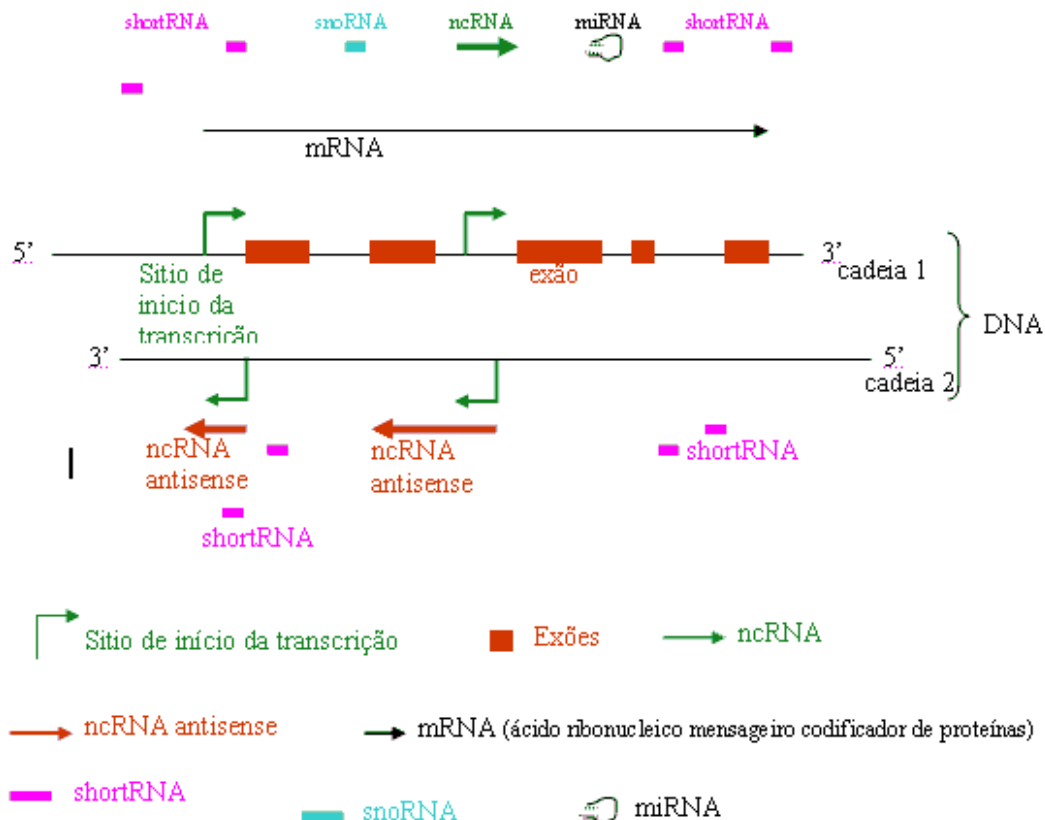 shortRNA snoRNA ncRNA miRNA shortRNA
mRNA
5’ 3’
Sitio de
inicio da
transcrição
exão
cadeia 1
DNA
3’ 5’
cadeia 2
ncRNA
antisense
ncRNA
antisense
shortRNA
shortRNA
Sitio de início da transcrição
Exões
ncRNA
ncRNA antisense
mRNA (ácido ribonucleico mensageiro codificador de proteínas)
shortRNA
snoRNA
miRNA